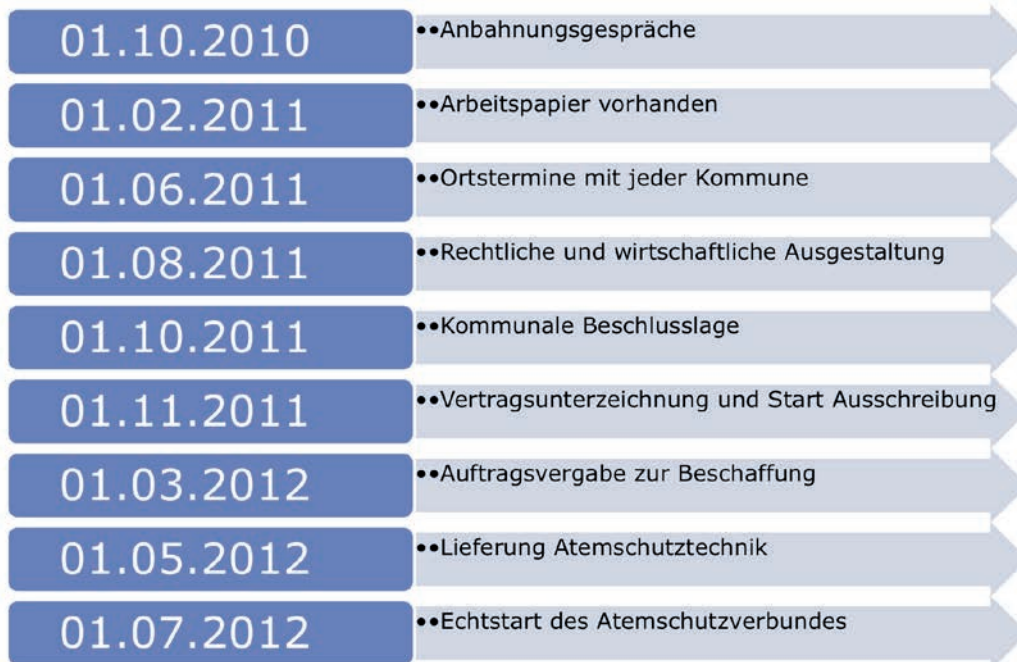 01.10.2010
••Anbahnungsgespräche
01.02.2011
••Arbeitspapier vorhanden
01.06.2011
••Ortstermine mit jeder Kommune
01.08.2011
••Rechtliche und wirtschaftliche Ausgestaltung
01.10.2011
••Kommunale Beschlusslage
01.11.2011
••Vertragsunterzeichnung und Start Ausschreibung
01.03.2012
••Auftragsvergabe zur Beschaffung
01.05.2012
••Lieferung Atemschutztechnik
01.07.2012
••Echtstart des Atemschutzverbundes